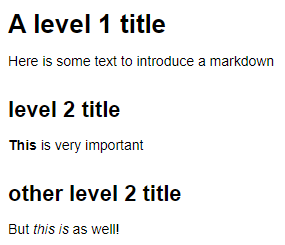 A level 1 title
Here is some text to introduce a markdown
level 2 title
This is very important
other level 2 title
But this is as well!